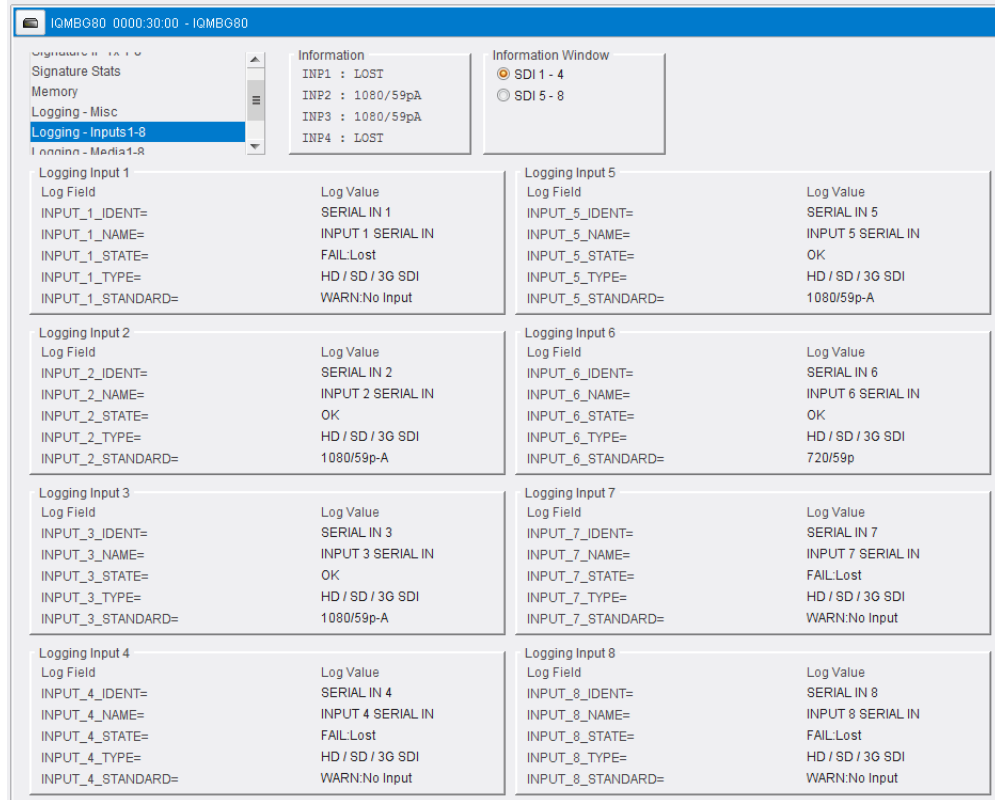 IQMBG80 0000:30:00 - IQMBG80
Signature Stats
Memory
Logging - Misc
Logging - Inputs1-8
Logging - Media1-8
Information
INP1 : LOST
INP2 : 1080/59pA
INP3 : 1080/59pA
INP4 : LOST
Information Window
SDI 1 - 4
SDI 5 - 8
Logging Input 1
Log Field Log Value
INPUT_1_IDENT= SERIAL IN 1
INPUT_1_NAME= INPUT 1 SERIAL IN
INPUT_1_STATE= FAIL:Lost
INPUT_1_TYPE= HD / SD / 3G SDI
INPUT_1_STANDARD= WARN:No Input
Logging Input 2
Log Field Log Value
INPUT_2_IDENT= SERIAL IN 2
INPUT_2_NAME= INPUT 2 SERIAL IN
INPUT_2_STATE= OK
INPUT_2_TYPE= HD / SD / 3G SDI
INPUT_2_STANDARD= 1080/59p-A
Logging Input 3
Log Field Log Value
INPUT_3_IDENT= SERIAL IN 3
INPUT_3_NAME= INPUT 3 SERIAL IN
INPUT_3_STATE= OK
INPUT_3_TYPE= HD / SD / 3G SDI
INPUT_3_STANDARD= 1080/59p-A
Logging Input 4
Log Field Log Value
INPUT_4_IDENT= SERIAL IN 4
INPUT_4_NAME= INPUT 4 SERIAL IN
INPUT_4_STATE= FAIL:Lost
INPUT_4_TYPE= HD / SD / 3G SDI
INPUT_4_STANDARD= WARN:No Input
Logging Input 5
Log Field Log Value
INPUT_5_IDENT= SERIAL IN 5
INPUT_5_NAME= INPUT 5 SERIAL IN
INPUT_5_STATE= OK
INPUT_5_TYPE= HD / SD / 3G SDI
INPUT_5_STANDARD= 1080/59p-A
Logging Input 6
Log Field Log Value
INPUT_6_IDENT= SERIAL IN 6
INPUT_6_NAME= INPUT 6 SERIAL IN
INPUT_6_STATE= OK
INPUT_6_TYPE= HD / SD / 3G SDI
INPUT_6_STANDARD= 720/59p
Logging Input 7
Log Field Log Value
INPUT_7_IDENT= SERIAL IN 7
INPUT_7_NAME= INPUT 7 SERIAL IN
INPUT_7_STATE= FAIL:Lost
INPUT_7_TYPE= HD / SD / 3G SDI
INPUT_7_STANDARD= WARN:No Input
Logging Input 8
Log Field Log Value
INPUT_8_IDENT= SERIAL IN 8
INPUT_8_NAME= INPUT 8 SERIAL IN
INPUT_8_STATE= FAIL:Lost
INPUT_8_TYPE= HD / SD / 3G SDI
INPUT_8_STANDARD= WARN:No Input